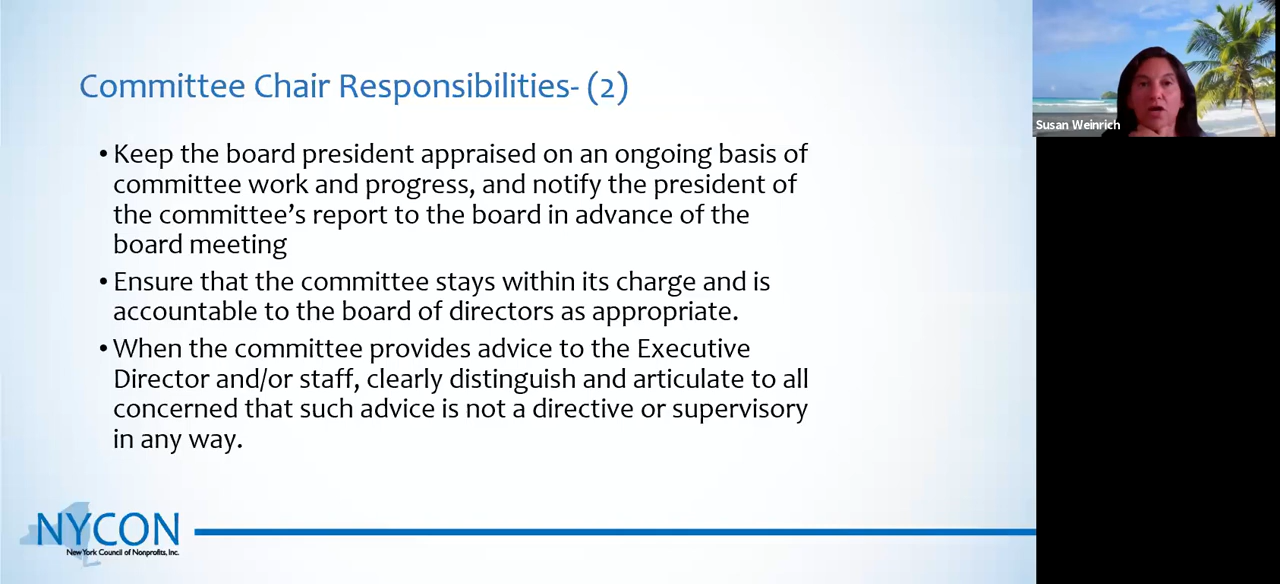 Committee Chair Responsibilities- (2)
• Keep the board president appraised on an ongoing basis of
committee work and progress, and notify the president of
the committee's report to the board in advance of the
board meeting
• Ensure that the committee stays within its charge and is
accountable to the board of directors as appropriate.
• When the committee provides advice to the Executive
Director and/or staff, clearly distinguish and articulate to all
concerned that such advice is not a directive or supervisory
in any way.
NYCON
New York Council of Nonprofits, Inc.
Susan Weinrich